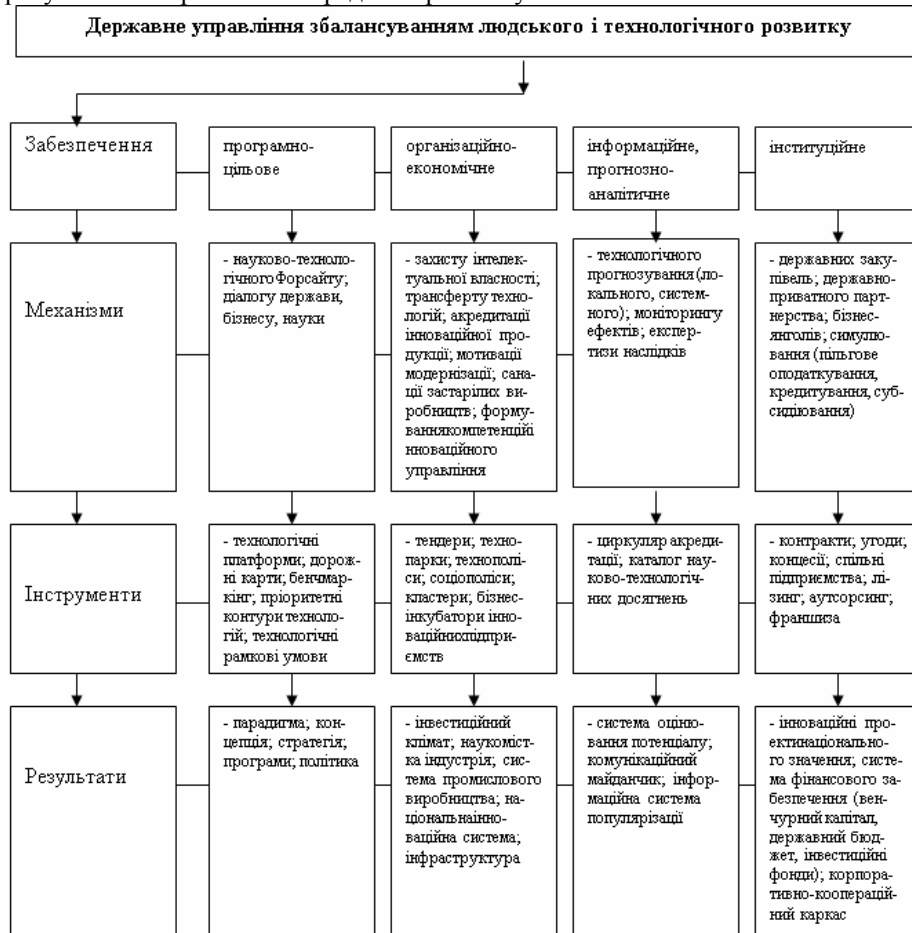 Державне управління збалансуванням людського і технологічного розвитку
Забезпечення
програмно-
цільове
організаційно-
економічне
інформаційне,
прогнозно-
аналітичне
інституційне
Механізми
- науково-техноло-
гічногоФорсайту;
діалогу держави,
бізнесу, науки
- захисту інтелек-
туальної власності;
трансферту техно-
логій; акредитації
інноваційної про-
дукції; мотивації
модернізації; сана-
ції застарілих ви-
робництв; форму-
ваннякомпетенційі
нноваційного
управління
- технологічного
прогнозування (ло-
кального, систем-
ного); моніторингу
ефектів; експер-
тизи наслідків
- державних заку-
півель; державно-
приватного парт-
нерства; бізнес-
янголів; симулю-
вання (пільгове
оподаткування,
кредитування, суб-
сидіювання)
Інструменти
- технологічні
платформи; дорож-
ні карти; бенчмар-
кінг; пріоритетні
контури техноло-
гій; технологічні
рамкові умови
- тендери; техно-
парки; технополі-
си; соціополіси;
кластери; бізнес-
інкубатори інно-
ваційнихпідпри-
ємств
- циркуляр акреди-
тації; каталог нау-
ково-технологіч-
них досягнень
- контракти; угоди;
концесії; спільні
підприємства; лі-
зинг; аутсорсинг;
франшиза
Результати
- парадигма; кон-
цепція; стратегія;
програми; політика
- інвестиційний
клімат; наукоміст-
ка індустрія; сис-
тема промислового
виробництва; на-
ціональнаінно-
ваційна система;
інфраструктура
- система оціню-
вання потенціалу;
комунікаційний
майданчик; інфор-
маційна система
популяризації
- інноваційні про-
ектинаціонально-
го значення; систе-
ма фінансового за-
безпечення (вен-
чурний капітал,
державний бюд-
жет, інвестиційні
фонди); корпора-
тивно-кооперацій-
ний каркас